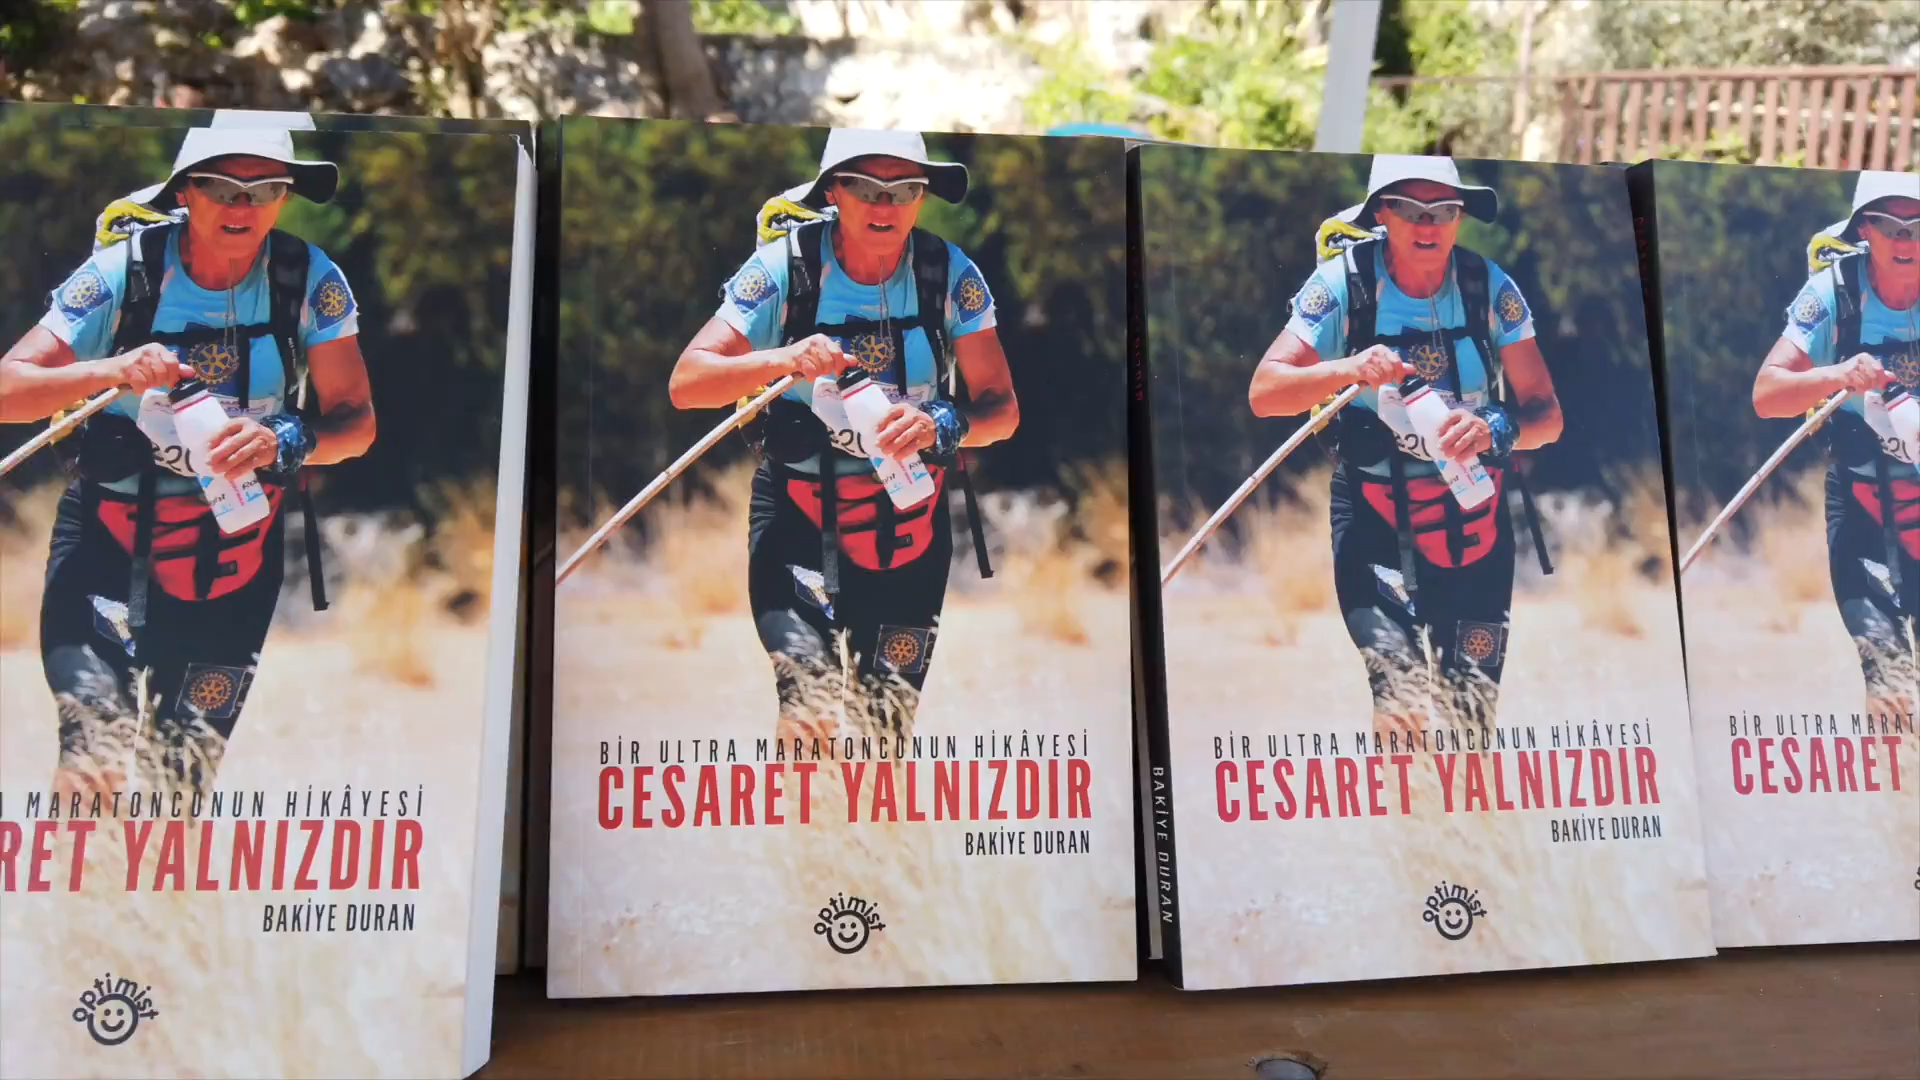 MARATONCUNUN HİKÂYESİ
RET YALNIZDIR
BAKİYE DURAN
optimist
BİR ULTRA MARATONCUNUN HİKÂYESİ
CESARET YALNIZDIR
BAKİYE DURAN
optimist
BAKİYE DURAN
BİR ULTRA MARATONCUNUN HİKÂYESİ
CESARET YALNIZDIR
BAKİYE DURAN
optimist
BİR ULTRA MARAT
CESARET